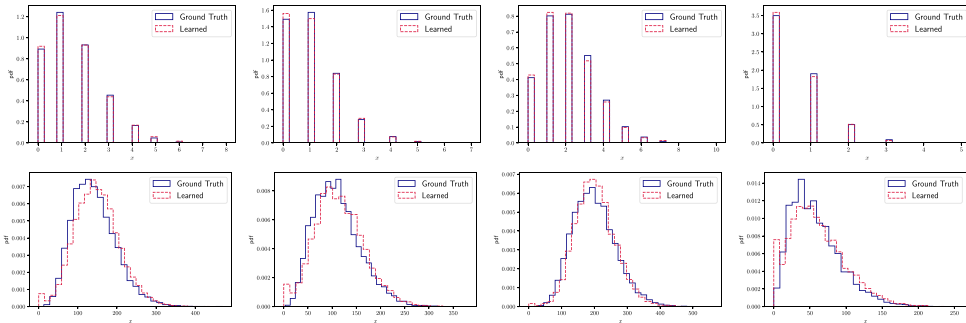 pdf
1.2
1.0
0.8
0.6
0.4
0.2
0.0
0 1 2 3 4 5 6 7 8
x
Ground Truth
Learned
pdf
1.6
1.4
1.2
1.0
0.8
0.6
0.4
0.2
0.0
0 1 2 3 4 5 6 7
x
Ground Truth
Learned
pdf
0.8
0.7
0.6
0.5
0.4
0.3
0.2
0.1
0.0
0 2 4 6 8 10
x
Ground Truth
Learned
pdf
3.5
3.0
2.5
2.0
1.5
1.0
0.5
0.0
0 1 2 3 4 5
x
Ground Truth
Learned
pdf
0.007
0.006
0.005
0.004
0.003
0.002
0.001
0.000
0 100 200 300 400
x
Ground Truth
Learned
pdf
0.008
0.006
0.004
0.002
0.000
0 50 100 150 200 250 300 350
x
Ground Truth
Learned
pdf
0.007
0.006
0.005
0.004
0.003
0.002
0.001
0.000
0 100 200 300 400 500
x
Ground Truth
Learned
pdf
0.014
0.012
0.010
0.008
0.006
0.004
0.002
0.000
0 50 100 150 200 250
x
Ground Truth
Learned